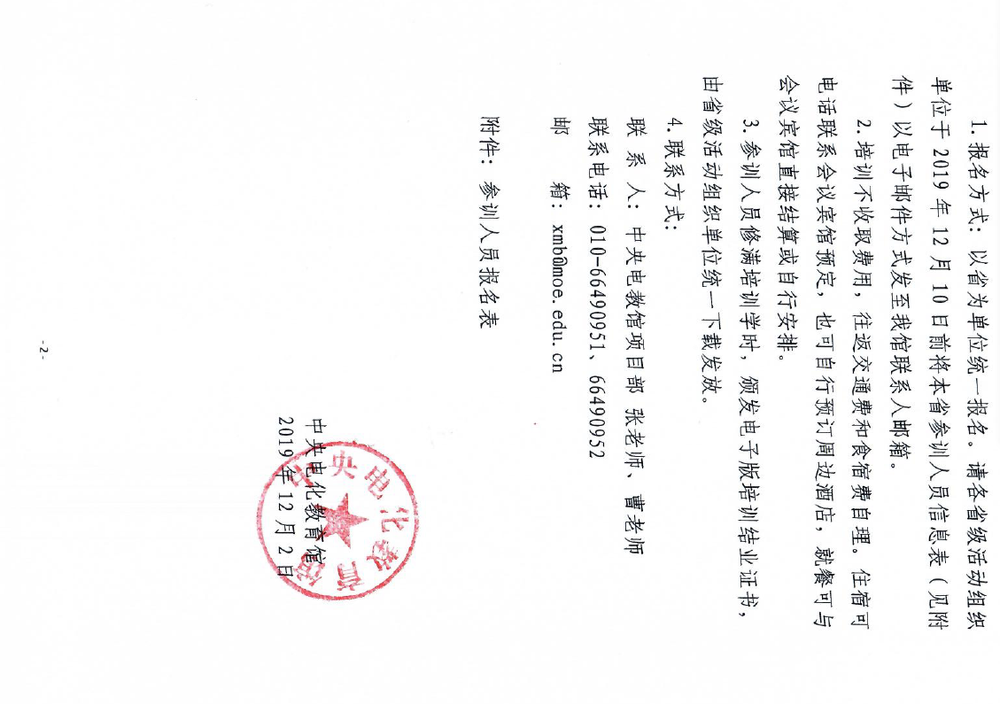 1. 报名方式：以省为单位统一报名。请各省级活动组织
单位于 2019 年 12 月 10 日前将本省参训人员信息表（见附
件）以电子邮件方式发至我馆联系人邮箱。
2. 培训不收取费用，往返交通费和食宿费自理。住宿可
电话联系会议宾馆预定，也可自行预订周边酒店，就餐可与
会议宾馆直接结算或自行安排。
3. 参训人员修满培训学时，颁发电子版培训结业证书，
由省级活动组织单位统一下载发放。
4. 联系方式：
联 系 人：中央电教馆项目部 张老师、曹老师
联系电话：010-66490951、66490952
邮 箱：xmb@moe.edu.cn
附件：参训人员报名表
中央电化教育馆
2019 年 12 月 2 日
中央电化教育馆
-2-